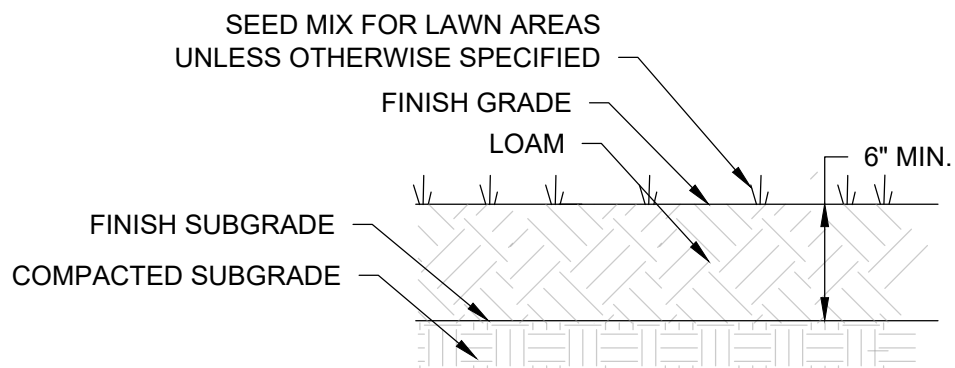 SEED MIX FOR LAWN AREAS
UNLESS OTHERWISE SPECIFIED
FINISH GRADE
LOAM
6" MIN.
FINISH SUBGRADE
COMPACTED SUBGRADE